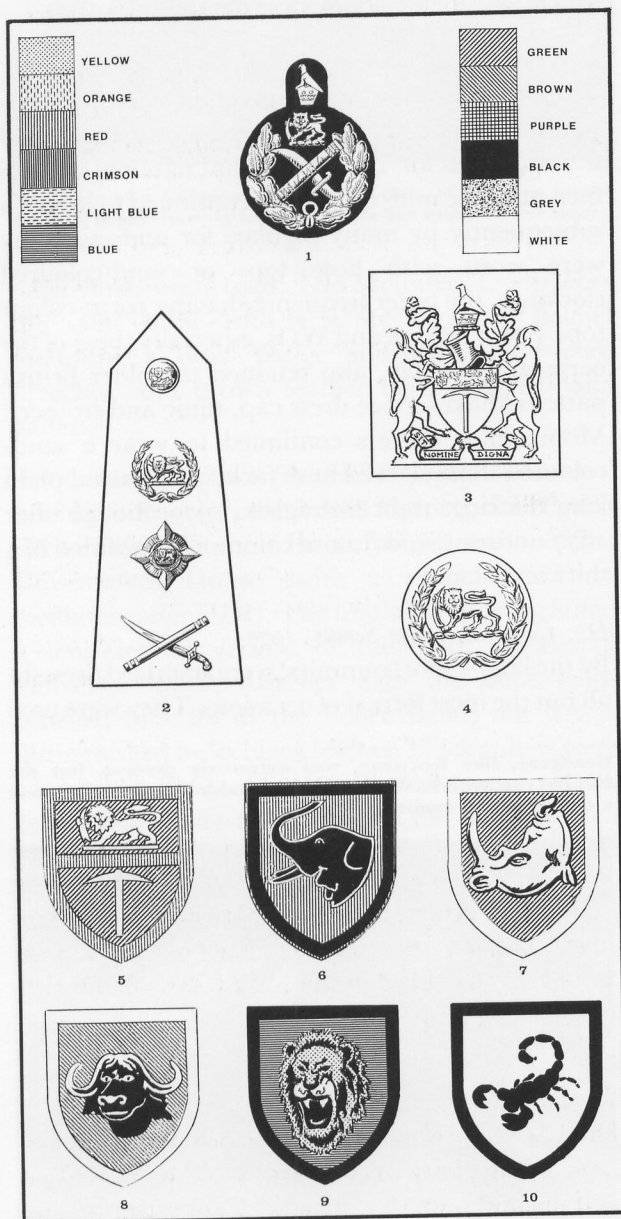 YELLOW
ORANGE
RED
CRIMSON
LIGHT BLUE
BLUE
GREEN
BROWN
PURPLE
BLACK
GREY
WHITE
1
2
NOMINE DIGNA
3
4
5
6
7
8
9
10